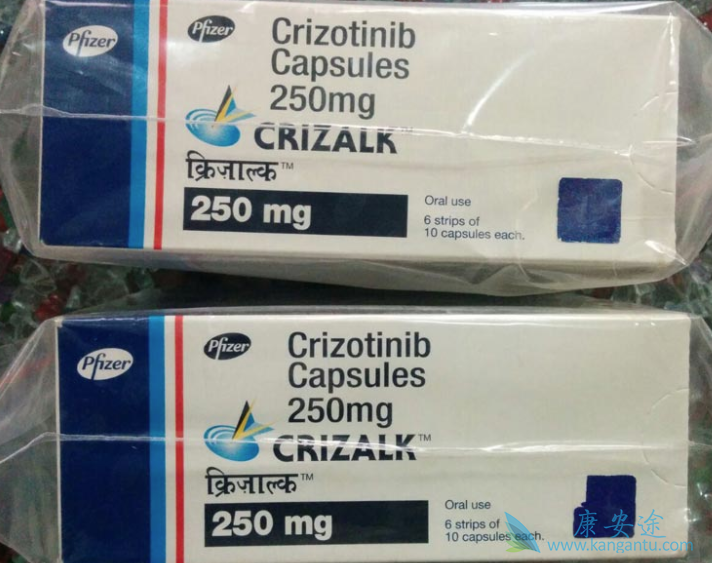 Pfizer
Pfizer
Crizotinib
Capsules
250mg
CRIZALK™
क्रिज़ाल्क™
250 mg
Oral use
6 strips of
10 capsules each.
Pfizer
Pfizer
Crizotinib
Capsules
250mg
CRIZALK™
क्रिज़ाल्क™
250 mg
Oral use
6 strips of
10 capsules each.
康安途
www.kangantu.com